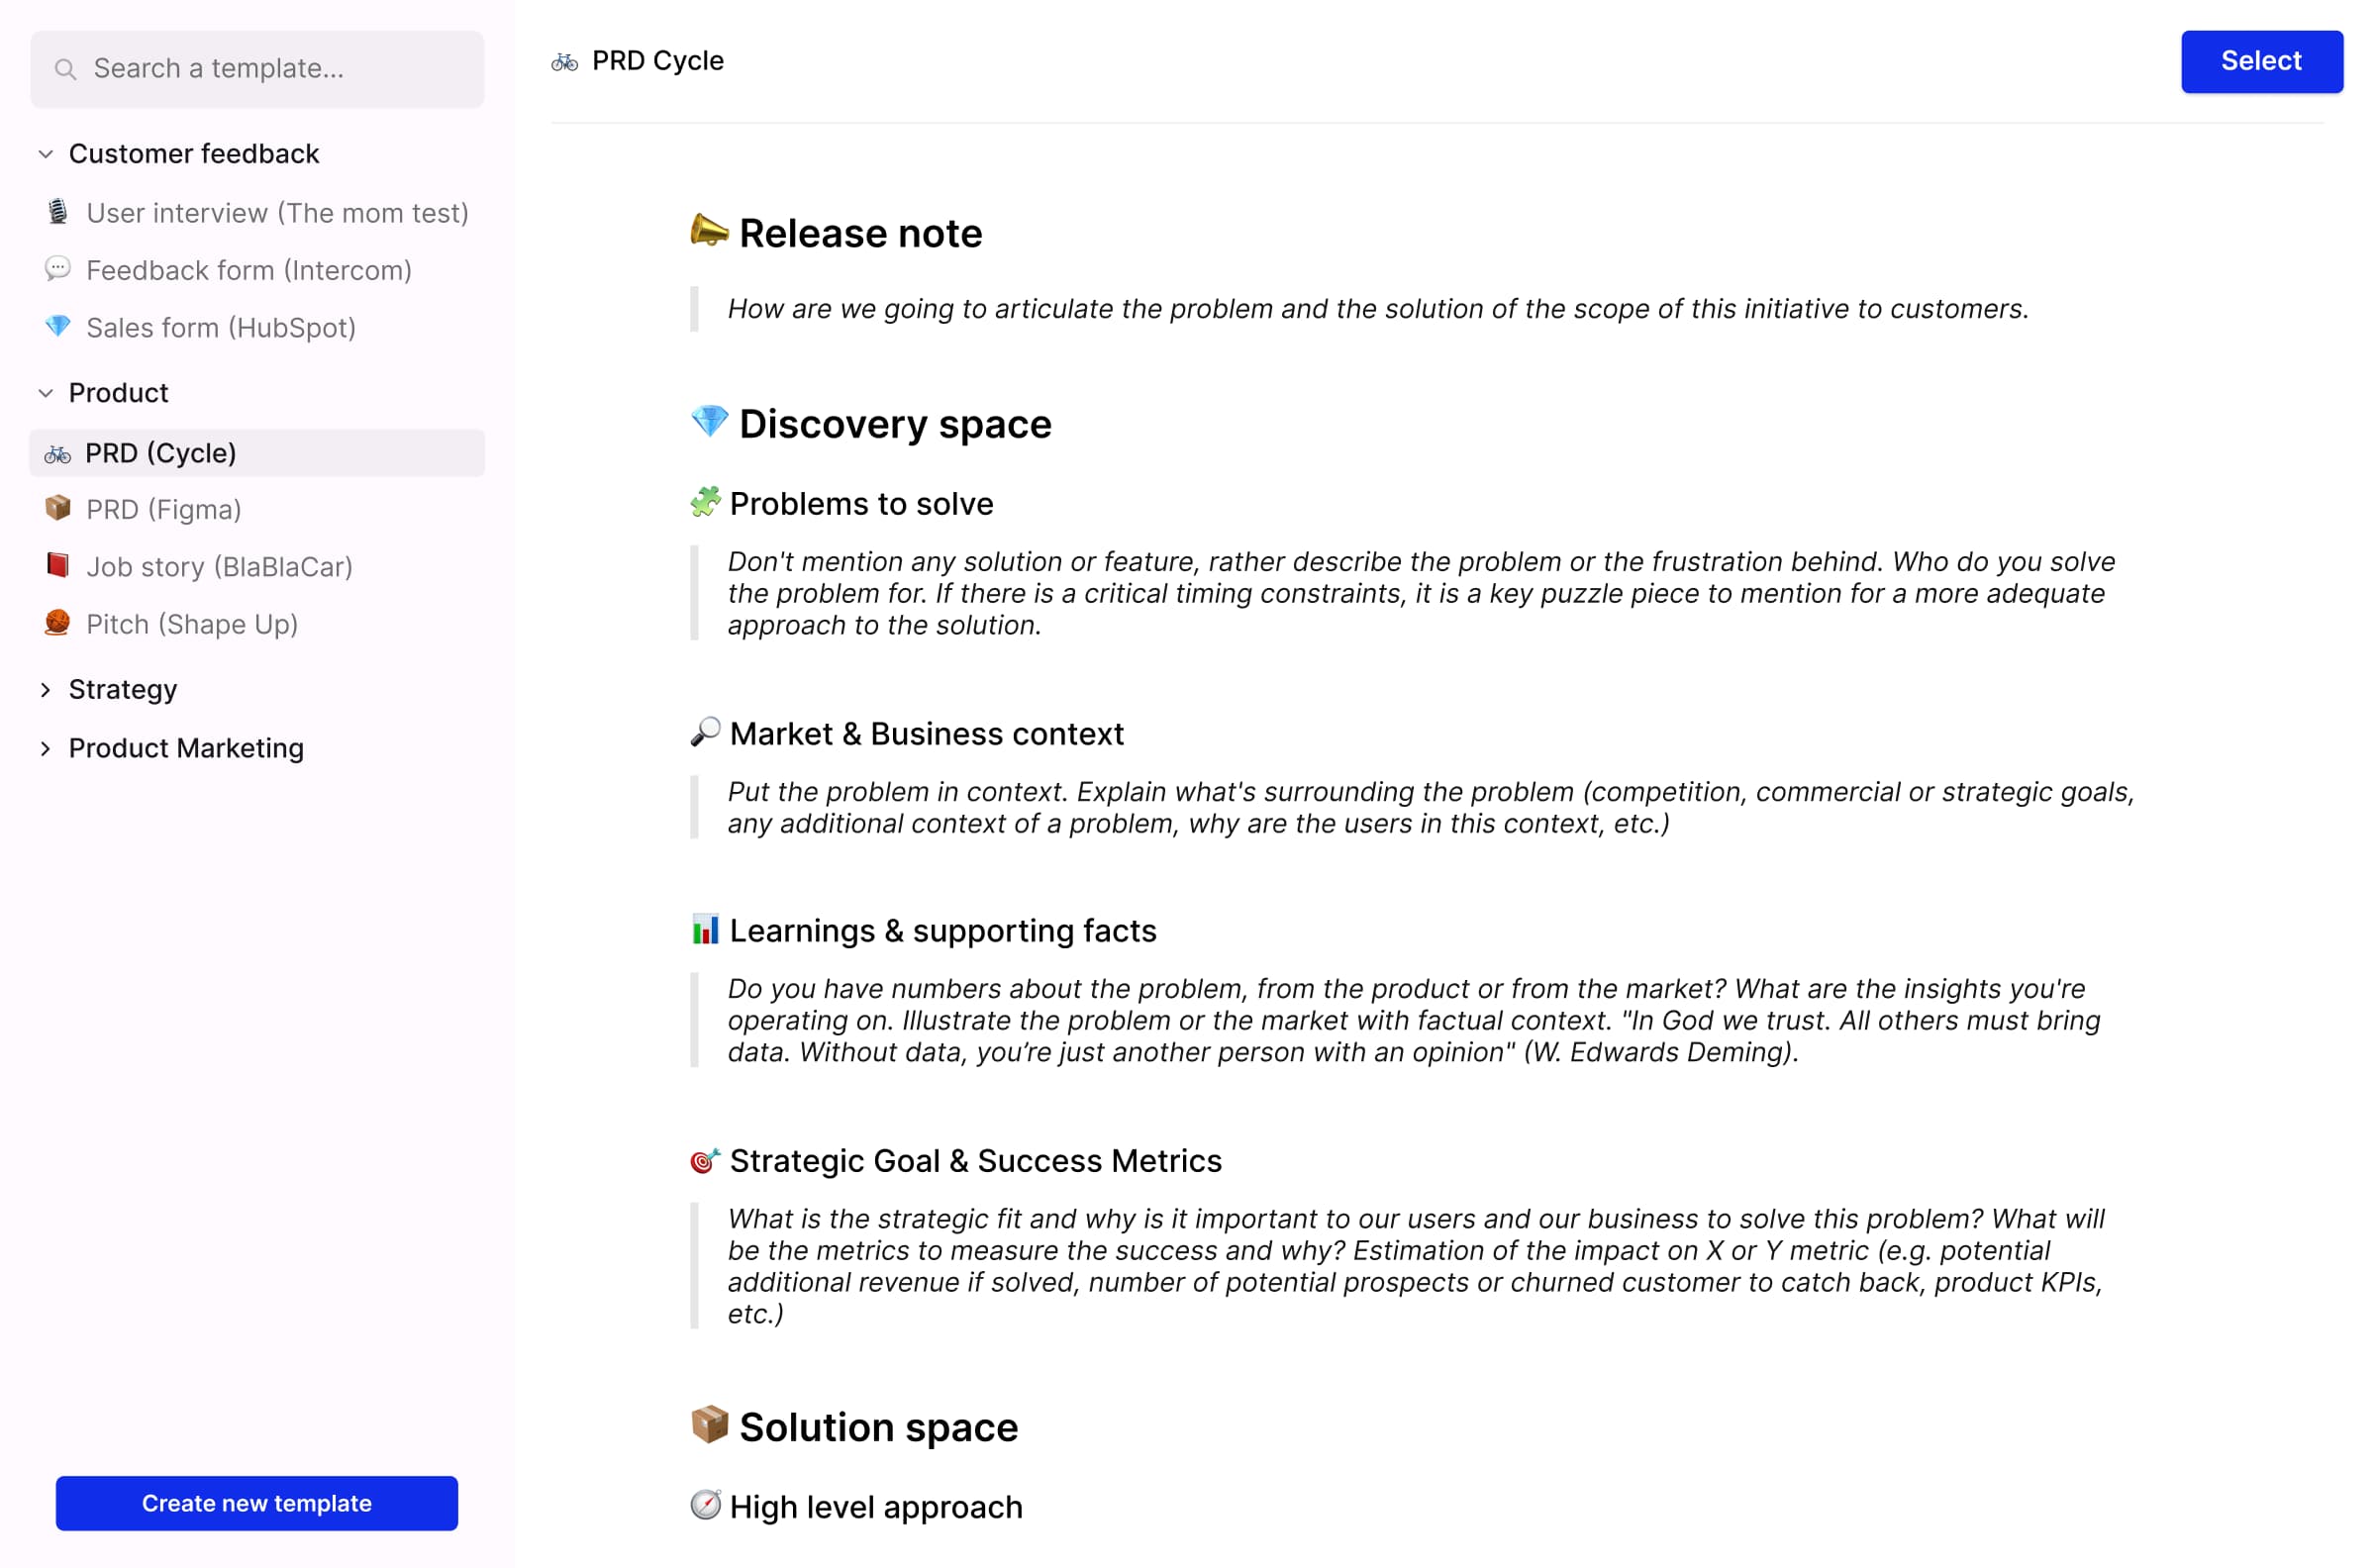 Search a template...
Customer feedback
User interview (The mom test)
Feedback form (Intercom)
Sales form (HubSpot)
Product
PRD (Cycle)
PRD (Figma)
Job story (BlaBlaCar)
Pitch (Shape Up)
Strategy
Product Marketing
Create new template
PRD Cycle
Select
Release note
How are we going to articulate the problem and the solution of the scope of this initiative to customers.
Discovery space
Problems to solve
Don't mention any solution or feature, rather describe the problem or the frustration behind. Who do you solve
the problem for. If there is a critical timing constraints, it is a key puzzle piece to mention for a more adequate
approach to the solution.
Market & Business context
Put the problem in context. Explain what's surrounding the problem (competition, commercial or strategic goals,
any additional context of a problem, why are the users in this context, etc.)
Learnings & supporting facts
Do you have numbers about the problem, from the product or from the market? What are the insights you're
operating on. Illustrate the problem or the market with factual context. "In God we trust. All others must bring
data. Without data, you’re just another person with an opinion" (W. Edwards Deming).
Strategic Goal & Success Metrics
What is the strategic fit and why is it important to our users and our business to solve this problem? What will
be the metrics to measure the success and why? Estimation of the impact on X or Y metric (e.g. potential
additional revenue if solved, number of potential prospects or churned customer to catch back, product KPIs,
etc.)
Solution space
High level approach